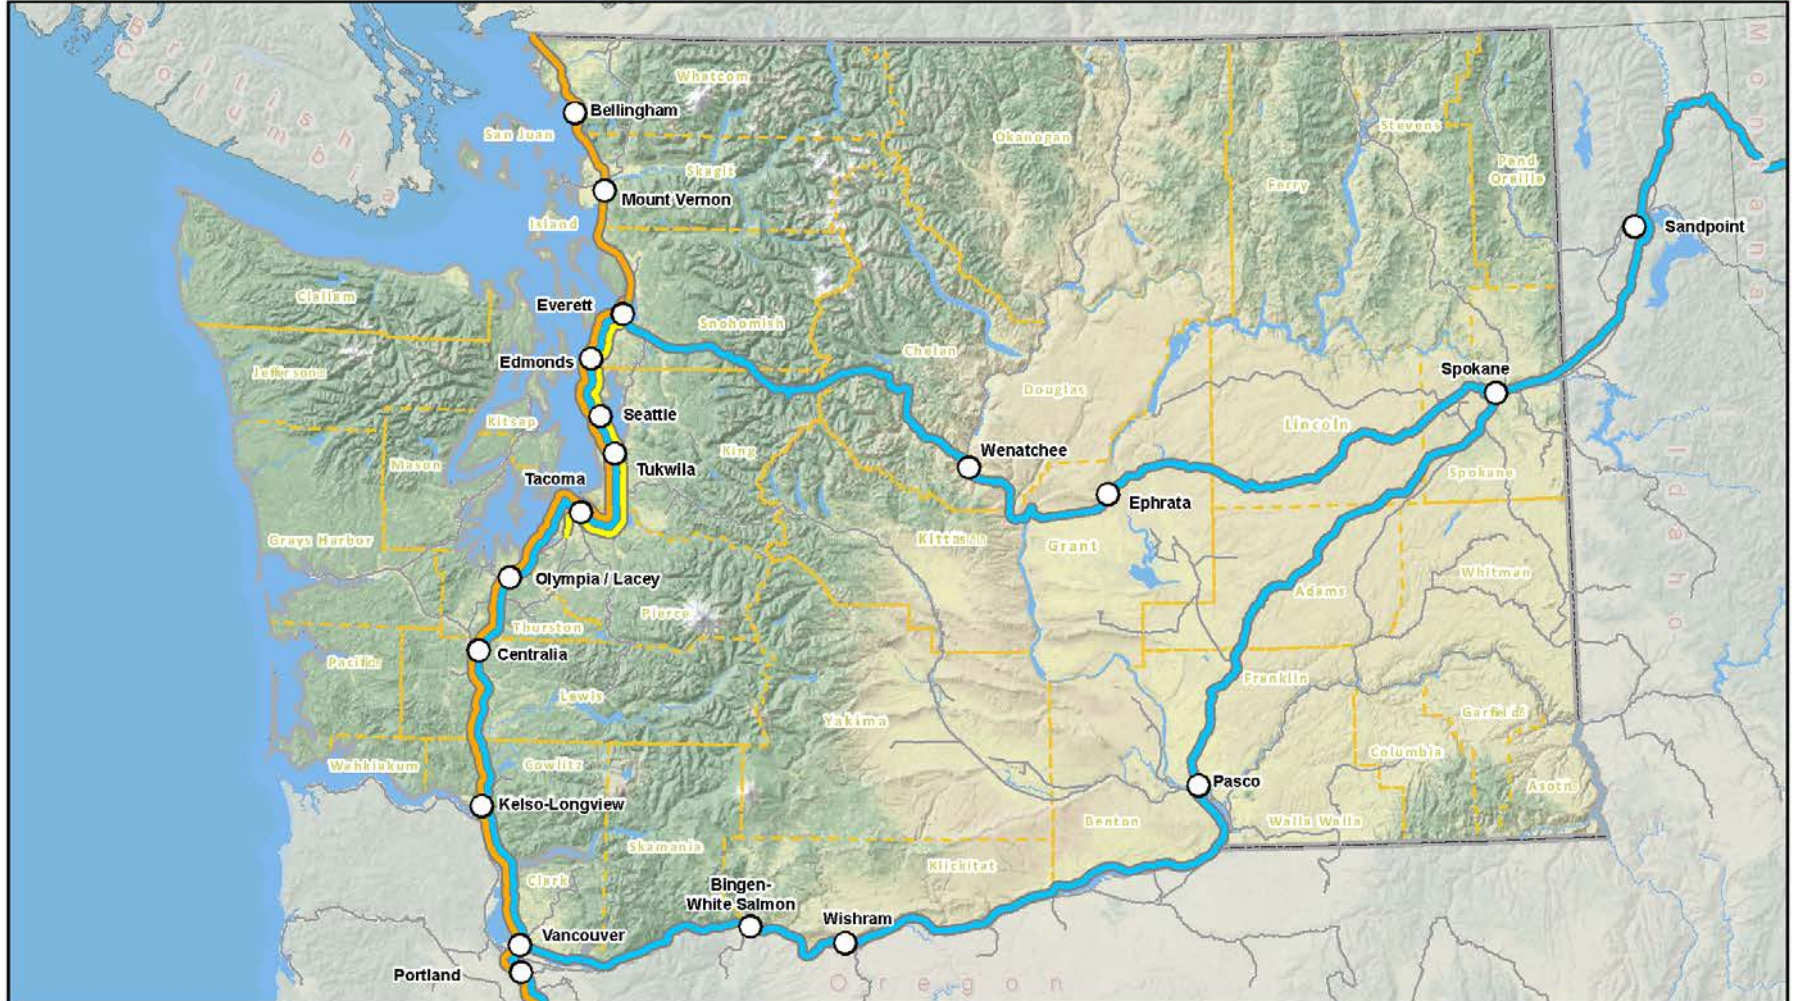 British
Columbia
Montana
Whatcom
Bellingham
San Juan
Okanogan
Stevens
Skagit
Pend
Oreille
Ferry
Mount Vernon
Island
Sandpoint
Clallam
Everett
Snohomish
Chelan
Edmonds
Jefferson
Spokane
Douglas
Seattle
Kitsap
Lincoln
King
Wenatchee
Mason
Tukwila
Spokane
Tacoma
Ephrata
Grays Harbor
Kittitas
Grant
Idaho
Olympia / Lacey
Whitman
Adams
Pierce
Thurston
Centralia
Pacific
Franklin
Lewis
Garfield
Yakima
Columbia
Wahkiakum
Cowlitz
Pasco
Asotin
Kelso-Longview
Benton
Walla Walla
Skamania
Klickitat
Clark
Bingen-
White Salmon
Wishram
Vancouver
Portland
Oregon